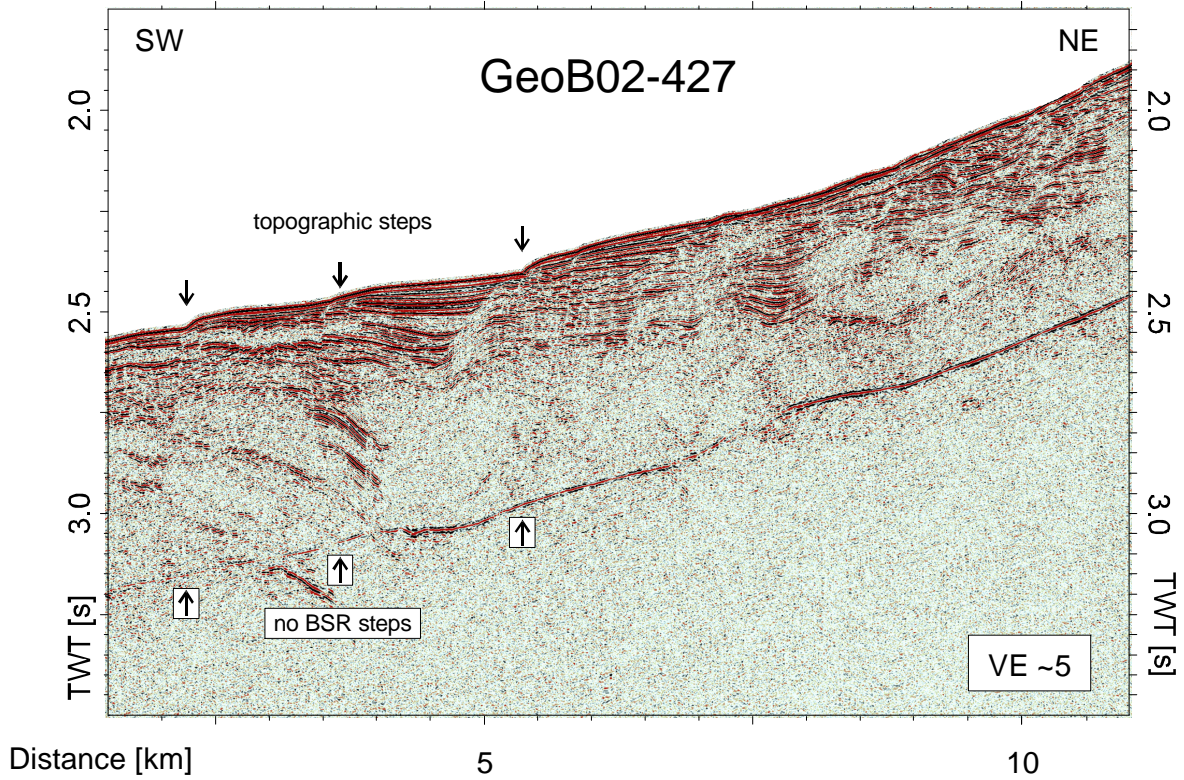 SW
NE
GeoB02-427
2.0
2.0
topographic steps
2.5
2.5
3.0
3.0
no BSR steps
TWT [s]
TWT [s]
VE ~5
Distance [km]
5
10